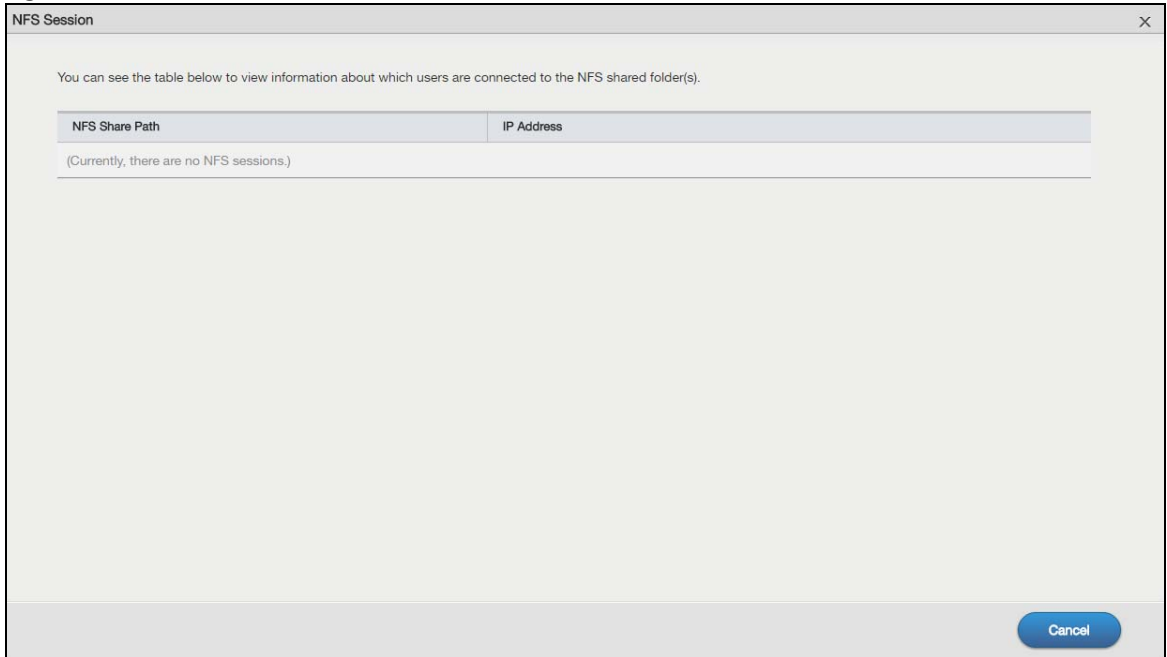 NFS Session
You can see the table below to view information about which users are connected to the NFS shared folder(s).
NFS Share Path IP Address
(Currently, there are no NFS sessions.)
Cancel